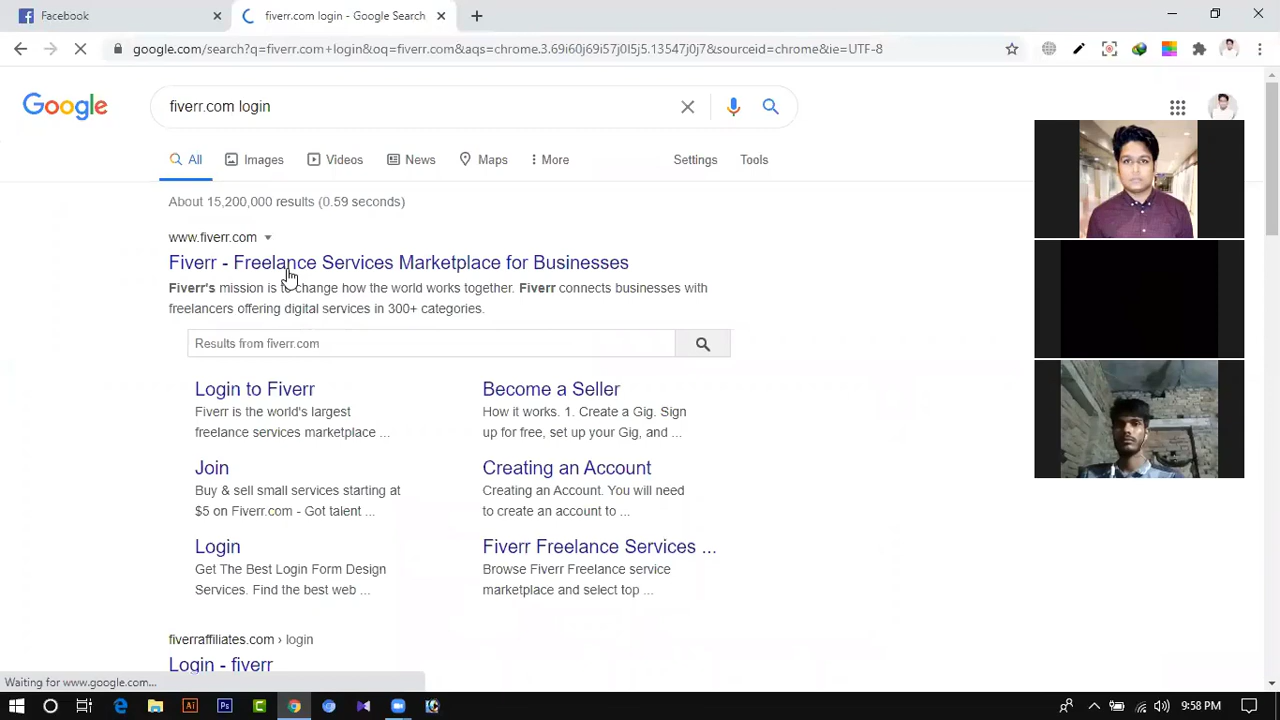 Facebook
fiverr.com login - Google Search
google.com/search?q=fiverr.com+login&oq=fiverr.com&aqs=chrome.3.69i60j69i57j0l5j5.13547j0j7&sourceid=chrome&ie=UTF-8
Google
fiverr.com login
All
Images
Videos
News
Maps
More
Settings
Tools
About 15,200,000 results (0.59 seconds)
www.fiverr.com
Fiverr - Freelance Services Marketplace for Businesses
Fiverr's mission is to change how the world works together. Fiverr connects businesses with
freelancers offering digital services in 300+ categories.
Results from fiverr.com
Login to Fiverr
Fiverr is the world's largest
freelance services marketplace ...
Become a Seller
How it works. 1. Create a Gig. Sign
up for free, set up your Gig, and ...
Join
Buy & sell small services starting at
$5 on Fiverr.com - Got talent ...
Creating an Account
Creating an Account. You will need
to create an account to ...
Login
Get The Best Login Form Design
Services. Find the best web ...
Fiverr Freelance Services ...
Browse Fiverr Freelance service
marketplace and select top ...
fiverraffiliates.com › login
Login - fiverr
Waiting for www.google.com...
Ai
Ps
9:58 PM